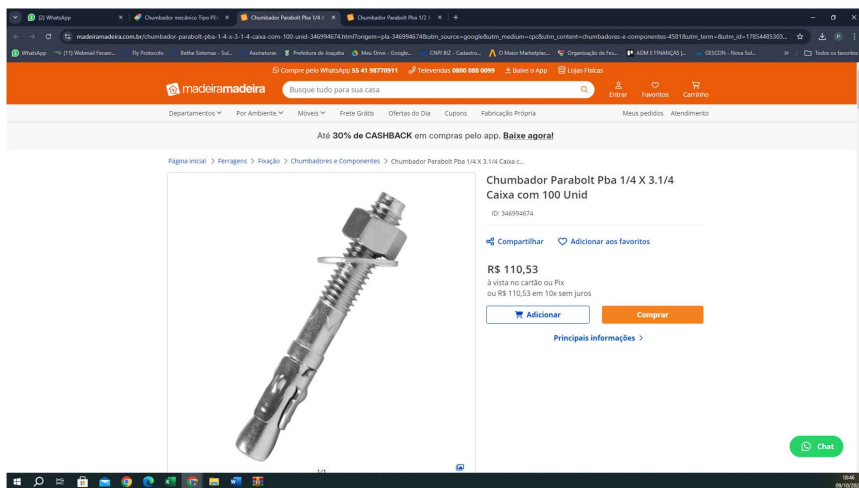 (2) WhatsApp
Chumbador mecânico Tipo PBA
Chumbador Parabolt Pba 1/4 X
Chumbador Parabolt Pba 1/2 X
madeiramadeira.com.br/chumbador-parabolt-pba-1-4-x-3-1-4-caixa-com-100-unid-346994674.html?origem=pla-346994674&utm_source=google&utm_medium=cpc&utm_content=chumbadores-e-componentes-4581&utm_term=&utm_id=17854485303...
WhatsApp
(11) Webmail Fecam...
Fly Protocolo
Betha Sistemas - Suí...
Assinaturas
Prefeitura de Joaçaba
Meu Drive - Google...
CNPJ BIZ - Cadastro...
O Maior Marketplac...
Organização de Fes...
ADM E FINANÇAS J...
GESCON - Nova Sol...
Todos os favoritos
Compre pelo WhatsApp 55 41 98770911
Televendas 0800 080 0099
Baixe o App
Lojas Físicas
madeiramadeira
Busque tudo para sua casa
Entrar
Favoritos
Carrinho
Departamentos
Por Ambiente
Móveis
Frete Grátis
Ofertas do Dia
Cupons
Fabricação Própria
Meus pedidos
Atendimento
Até 30% de CASHBACK em compras pelo app. Baixe agora!
Página inicial > Ferragens > Fixação > Chumbadores e Componentes > Chumbador Parabolt Pba 1/4 X 3.1/4 Caixa c...
Chumbador Parabolt Pba 1/4 X 3.1/4
Caixa com 100 Unid
ID: 346994674
Compartilhar
Adicionar aos favoritos
R$ 110,53
à vista no cartão ou Pix
ou R$ 110,53 em 10x sem juros
Adicionar
Comprar
Principais informações >
1/1
Chat
18:46